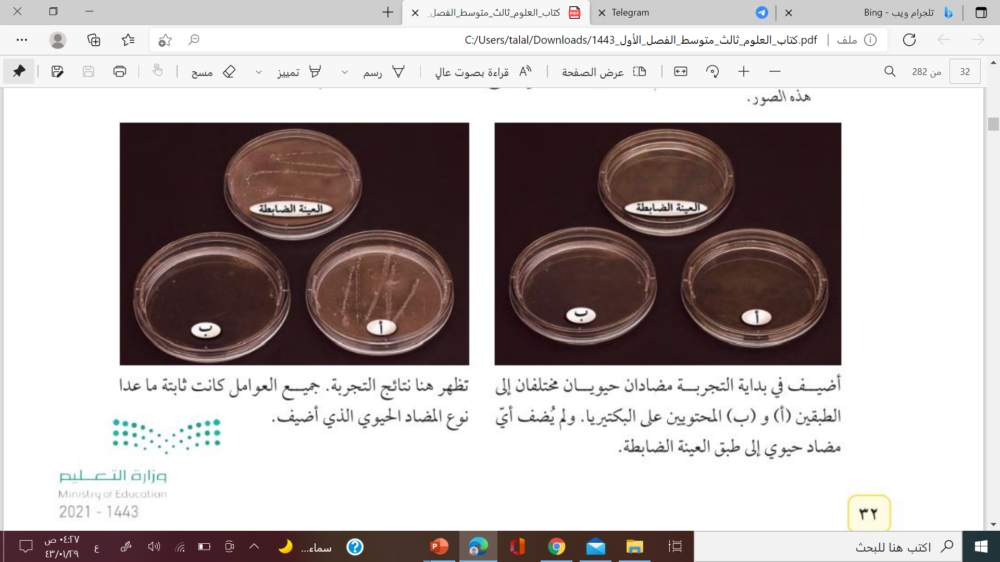 تلجرام ويب - Bing
Telegram
كتاب_العلوم_ثالث_متوسط_الفصل_
ملف
C:/Users/talal/Downloads/1443_كتاب_العلوم_ثالث_متوسط_الفصل_الأول.pdf
32
من 282
عرض الصفحة
قراءة بصوت عالٍ
رسم
تمييز
مسح
هذه الصور.
العينة الضابطة
أ
ب
العينة الضابطة
أ
ب
أضيف في بداية التجربة مضادان حيويان مختلفان إلى
الطبقين (أ) و (ب) المحتويين على البكتيريا. ولم يُضف أيّ
مضاد حيوي إلى طبق العينة الضابطة.
تظهر هنا نتائج التجربة. جميع العوامل كانت ثابتة ما عدا
نوع المضاد الحيوي الذي أضيف.
وزارة التعليم
Ministry of Education
2021 - 1443
٣٢
اكتب هنا للبحث
سماء...
ع
٠٤:٢٧ ص
٤٣/٠١/٢٩